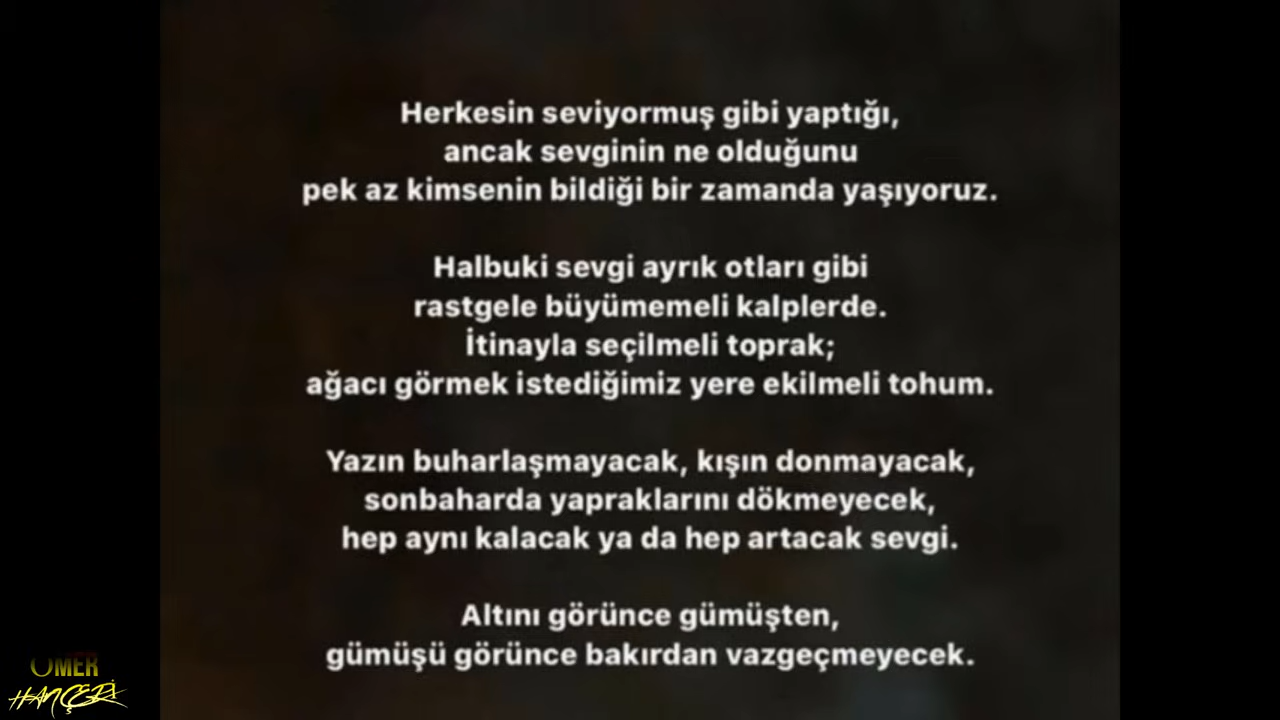 Herkesin seviyormuş gibi yaptığı,
ancak sevginin ne olduğunu
pek az kimsenin bildiği bir zamanda yaşıyoruz.
Halbuki sevgi ayrık otları gibi
rastgele büyümemeli kalplerde.
İtinayla seçilmeli toprak;
ağacı görmek istediğimiz yere ekilmeli tohum.
Yazın buharlaşmayacak, kışın donmayacak,
sonbaharda yapraklarını dökmeyecek,
hep aynı kalacak ya da hep artacak sevgi.
Altını görünce gümüşten,
gümüşü görünce bakırdan vazgeçmeyecek.
ÖMER
HANÇERİ